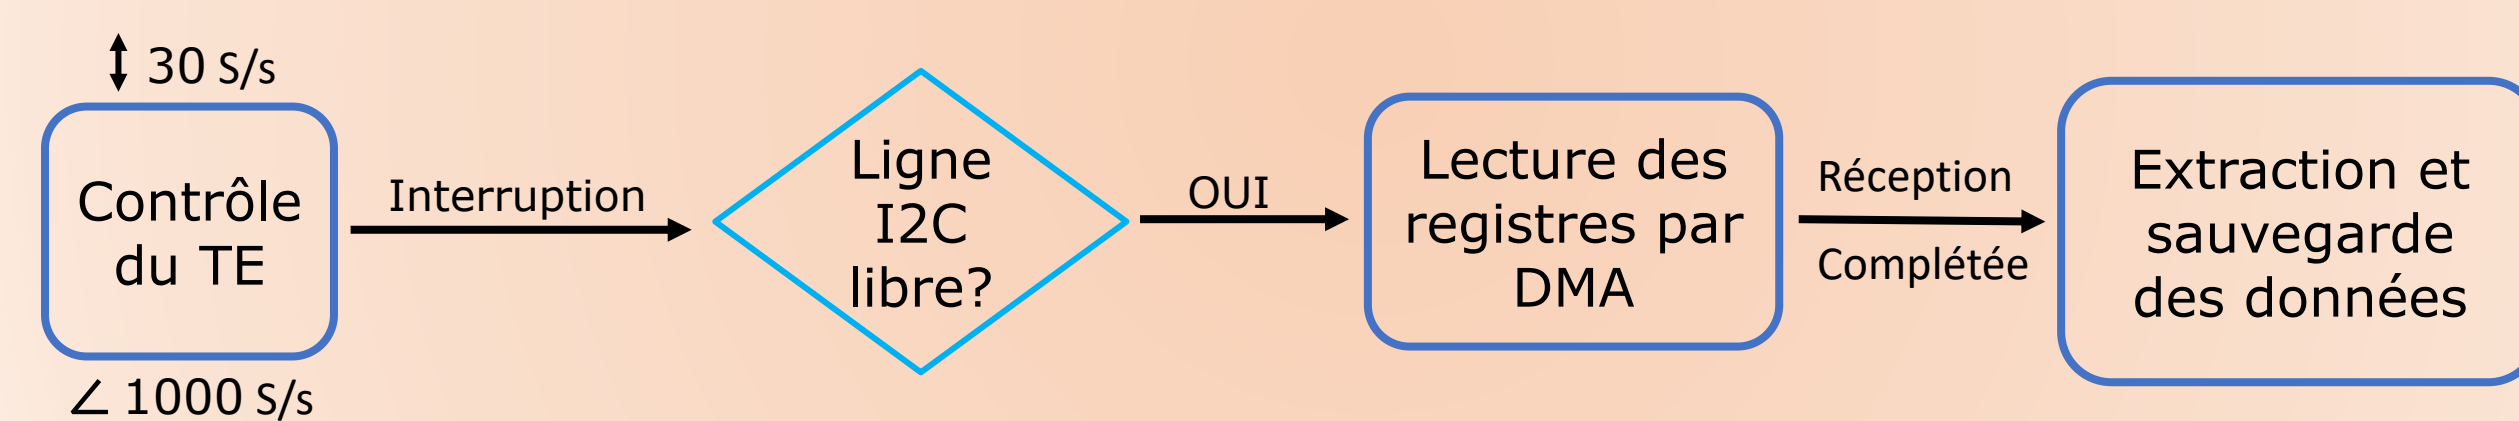 30 S/s
Contrôle
du TE
∠ 1000 S/s
Interruption
Ligne
I2C
libre?
OUI
Lecture des
registres par
DMA
Réception
Complétée
Extraction et
sauvegarde
des données